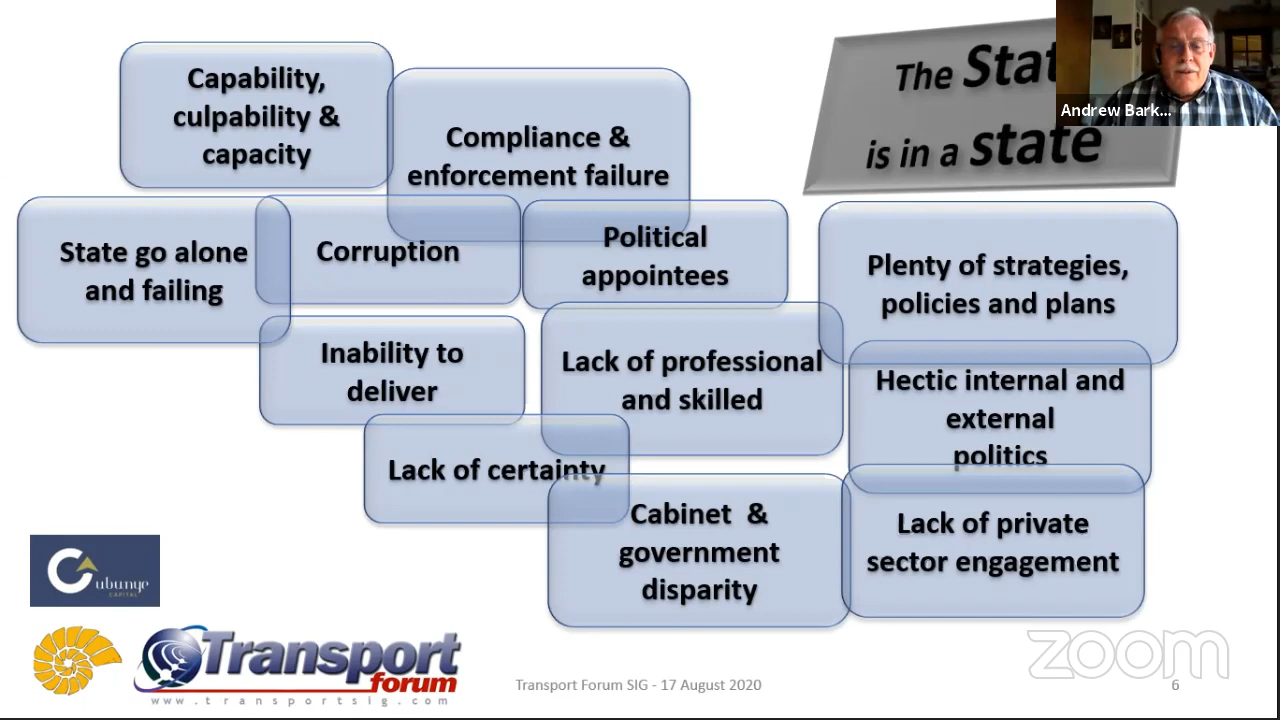 The Stat
is in a state
Andrew Bark...
Capability,
culpability &
capacity
Compliance &
enforcement failure
State go alone
and failing
Corruption
Political
appointees
Plenty of strategies,
policies and plans
Inability to
deliver
Lack of professional
and skilled
Hectic internal and
external
politics
Lack of certainty
Cabinet &
government
disparity
Lack of private
sector engagement
Cubunye
CAPITAL
Transport
forum
www.transportsig.com
Transport Forum SIG - 17 August 2020
zoom
6